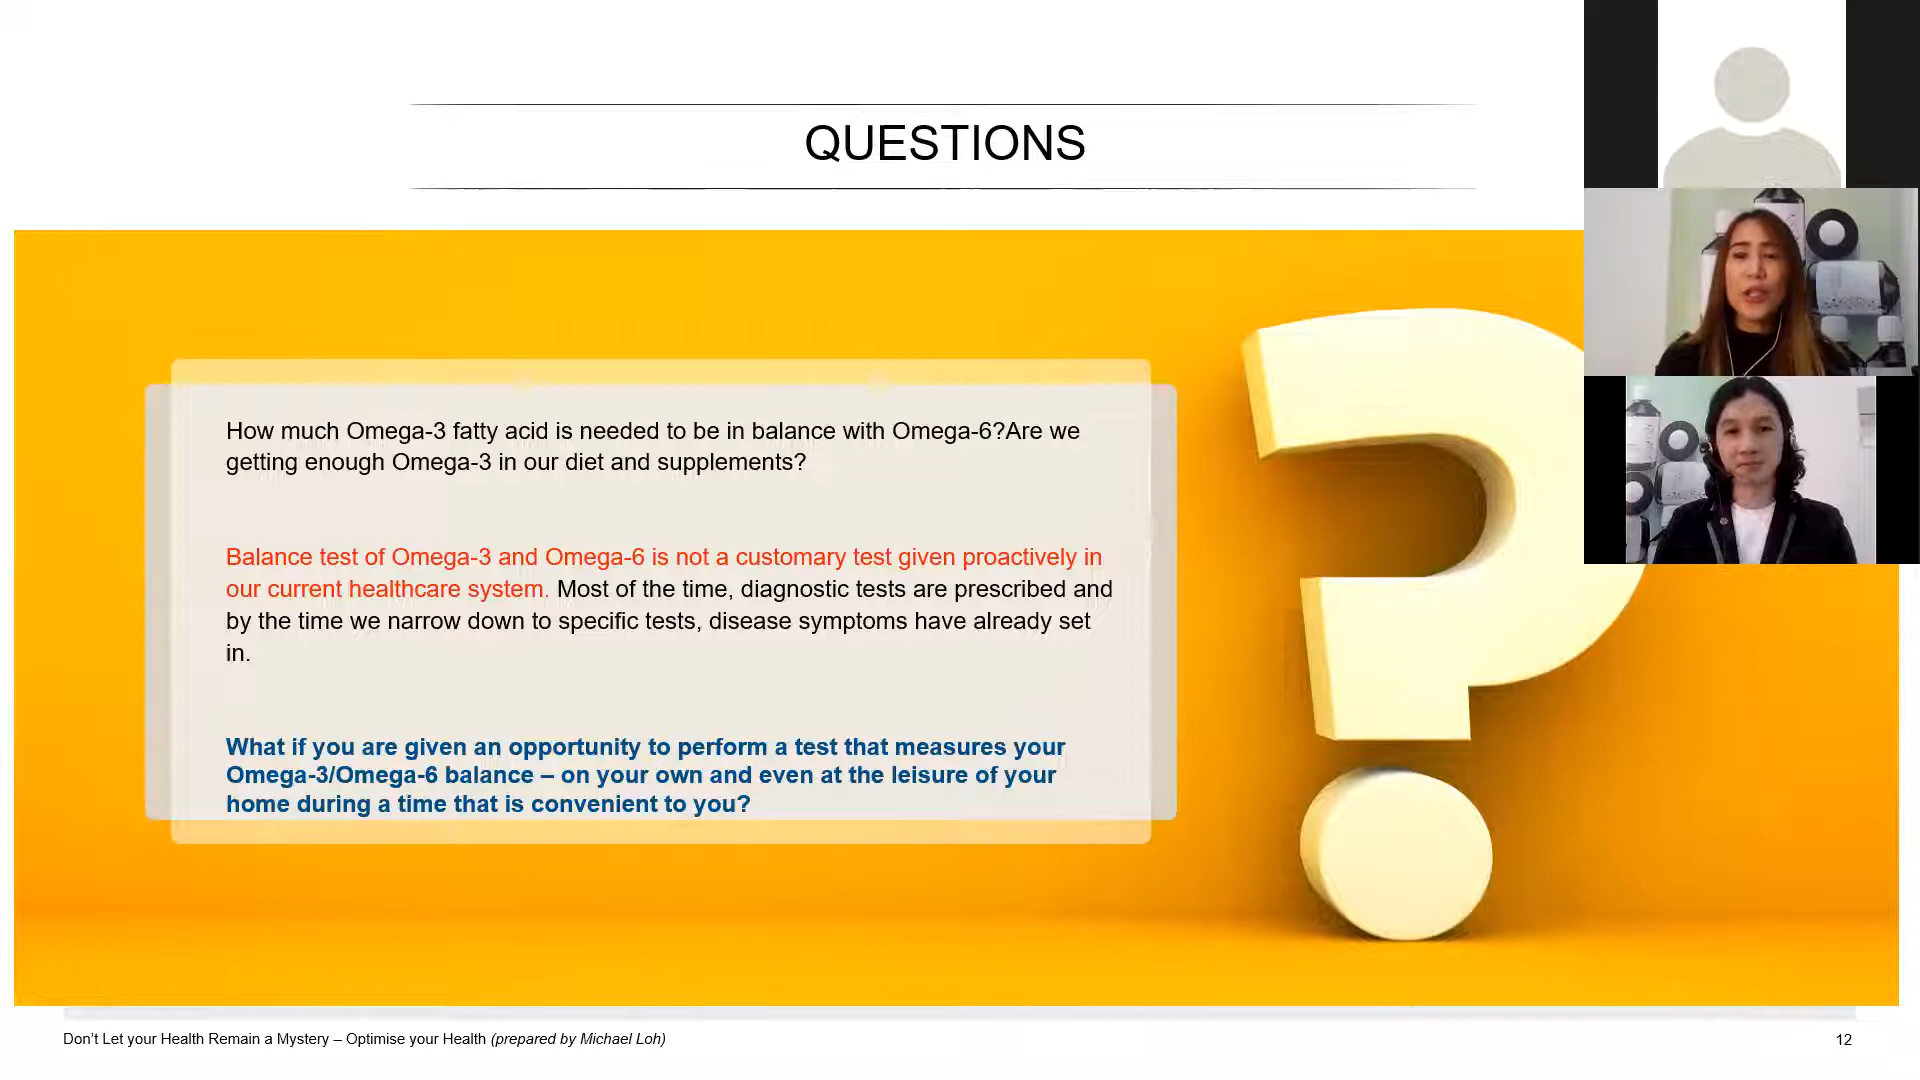 QUESTIONS
How much Omega-3 fatty acid is needed to be in balance with Omega-6?Are we
getting enough Omega-3 in our diet and supplements?
Balance test of Omega-3 and Omega-6 is not a customary test given proactively in
our current healthcare system. Most of the time, diagnostic tests are prescribed and
by the time we narrow down to specific tests, disease symptoms have already set
in.
What if you are given an opportunity to perform a test that measures your
Omega-3/Omega-6 balance – on your own and even at the leisure of your
home during a time that is convenient to you?
Don’t Let your Health Remain a Mystery – Optimise your Health (prepared by Michael Loh)
12